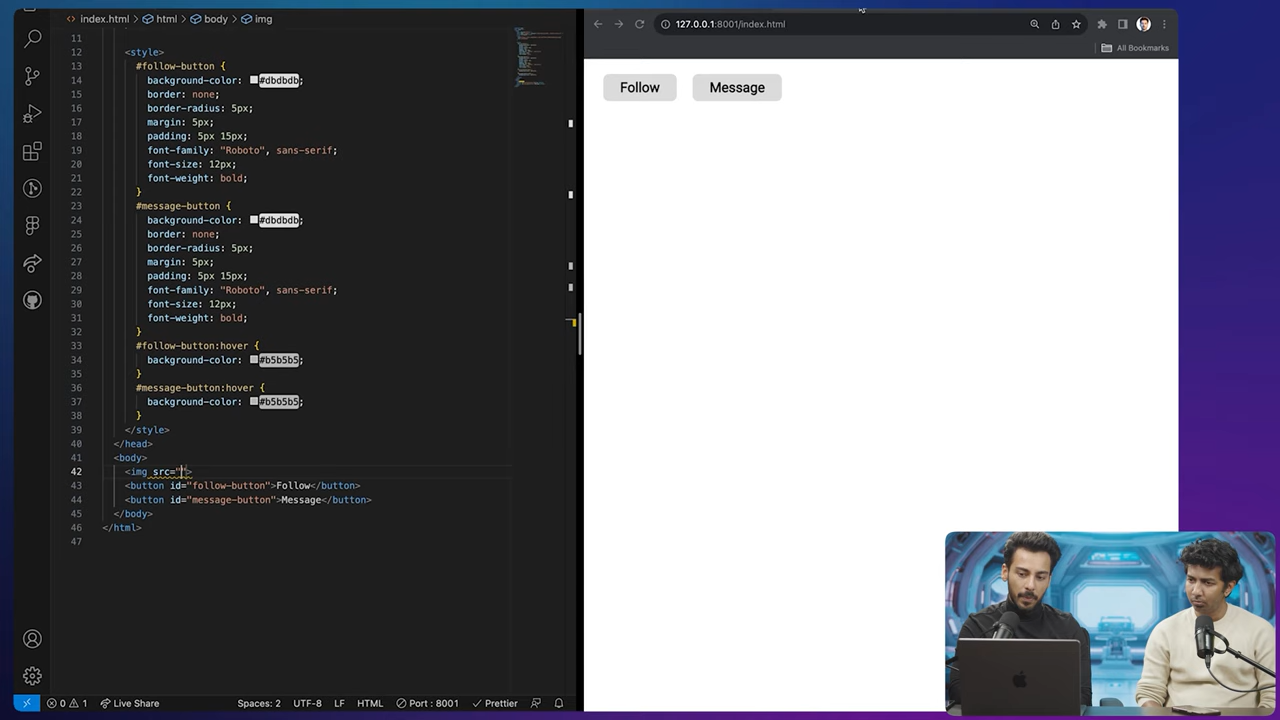 index.html > html > body > img
11
12 <style>
13 #follow-button {
14 background-color: #dbdbdb;
15 border: none;
16 border-radius: 5px;
17 margin: 5px;
18 padding: 5px 15px;
19 font-family: "Roboto", sans-serif;
20 font-size: 12px;
21 font-weight: bold;
22 }
23 #message-button {
24 background-color: #dbdbdb;
25 border: none;
26 border-radius: 5px;
27 margin: 5px;
28 padding: 5px 15px;
29 font-family: "Roboto", sans-serif;
30 font-size: 12px;
31 font-weight: bold;
32 }
33 #follow-button:hover {
34 background-color: #b5b5b5;
35 }
36 #message-button:hover {
37 background-color: #b5b5b5;
38 }
39 </style>
40 </head>
41 <body>
42 <img src="">
43 <button id="follow-button">Follow</button>
44 <button id="message-button">Message</button>
45 </body>
46 </html>
47
0 1 Live Share Spaces: 2 UTF-8 LF HTML Port : 8001 Prettier
127.0.0.1:8001/index.html
All Bookmarks
Follow Message